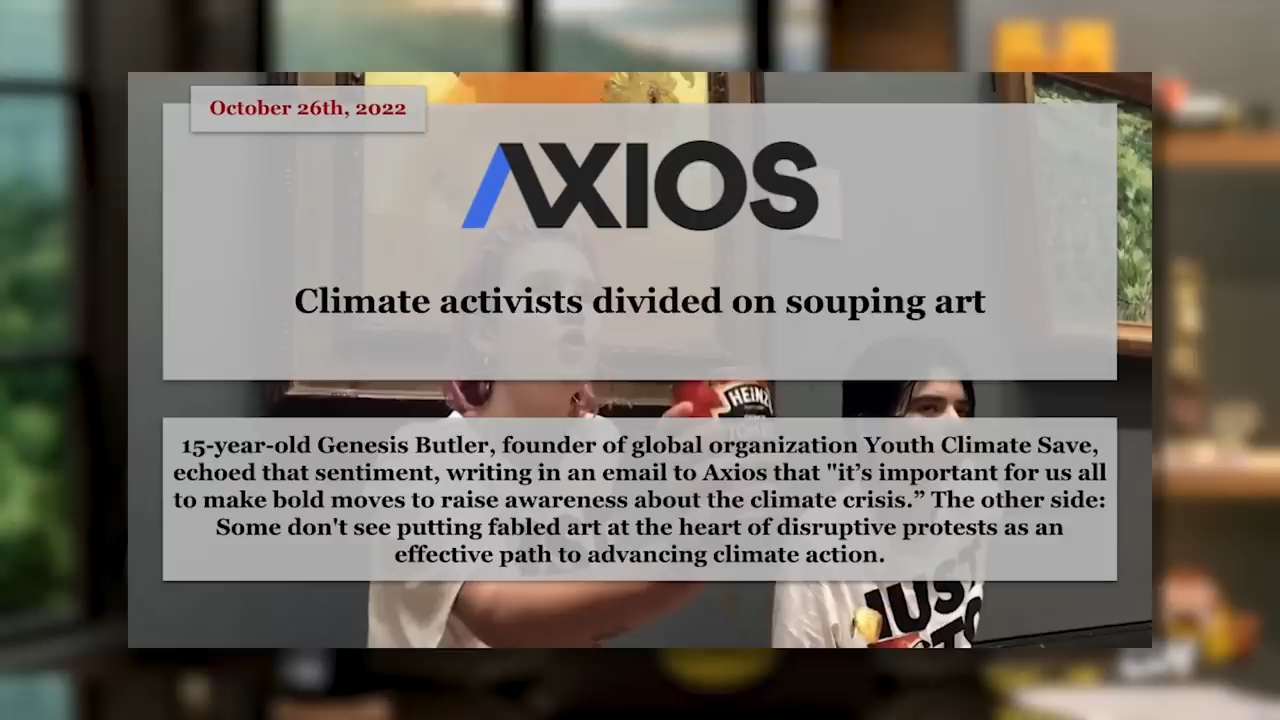 October 26th, 2022
AXIOS
Climate activists divided on souping art
HEINZ
15-year-old Genesis Butler, founder of global organization Youth Climate Save,
echoed that sentiment, writing in an email to Axios that "it’s important for us all
to make bold moves to raise awareness about the climate crisis.” The other side:
Some don't see putting fabled art at the heart of disruptive protests as an
effective path to advancing climate action.
JUST